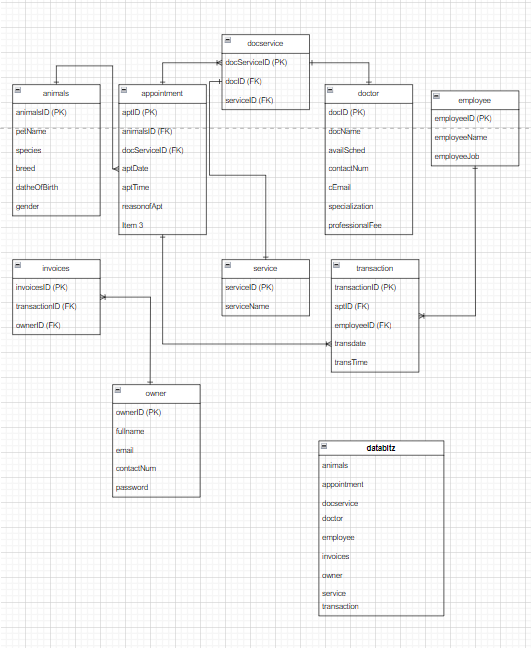 docservice
docServiceID (PK)
docID (FK)
serviceID (FK)
animals
animalsID (PK)
petName
species
breed
datheOfBirth
gender
appointment
aptID (PK)
animalsID (FK)
docServiceID (FK)
aptDate
aptTime
reasonofApt
Item 3
doctor
docID (PK)
docName
availSched
contactNum
cEmail
specialization
professionalFee
employee
employeeID (PK)
employeeName
employeeJob
invoices
invoicesID (PK)
transactionID (FK)
ownerID (FK)
service
serviceID (PK)
serviceName
transaction
transactionID (PK)
aptID (FK)
employeeID (FK)
transdate
transTime
owner
ownerID (PK)
fullname
email
contactNum
password
databitz
animals
appointment
docservice
doctor
employee
invoices
owner
service
transaction